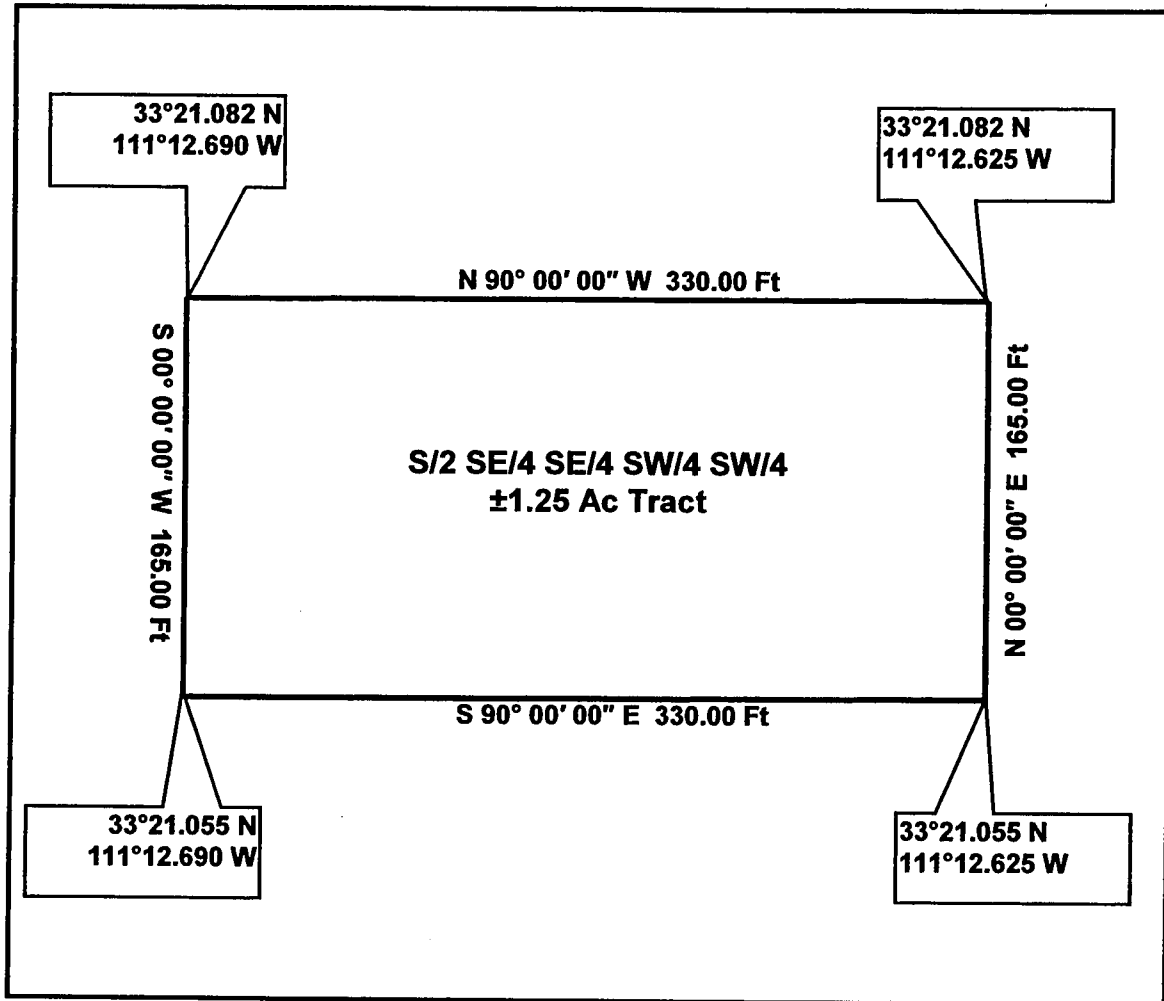 33°21.082 N
111°12.690 W
33°21.082 N
111°12.625 W
N 90° 00' 00" W 330.00 Ft
S 00° 00' 00" W 165.00 Ft
S/2 SE/4 SE/4 SW/4 SW/4
±1.25 Ac Tract
N 00° 00' 00" E 165.00 Ft
S 90° 00' 00" E 330.00 Ft
33°21.055 N
111°12.690 W
33°21.055 N
111°12.625 W